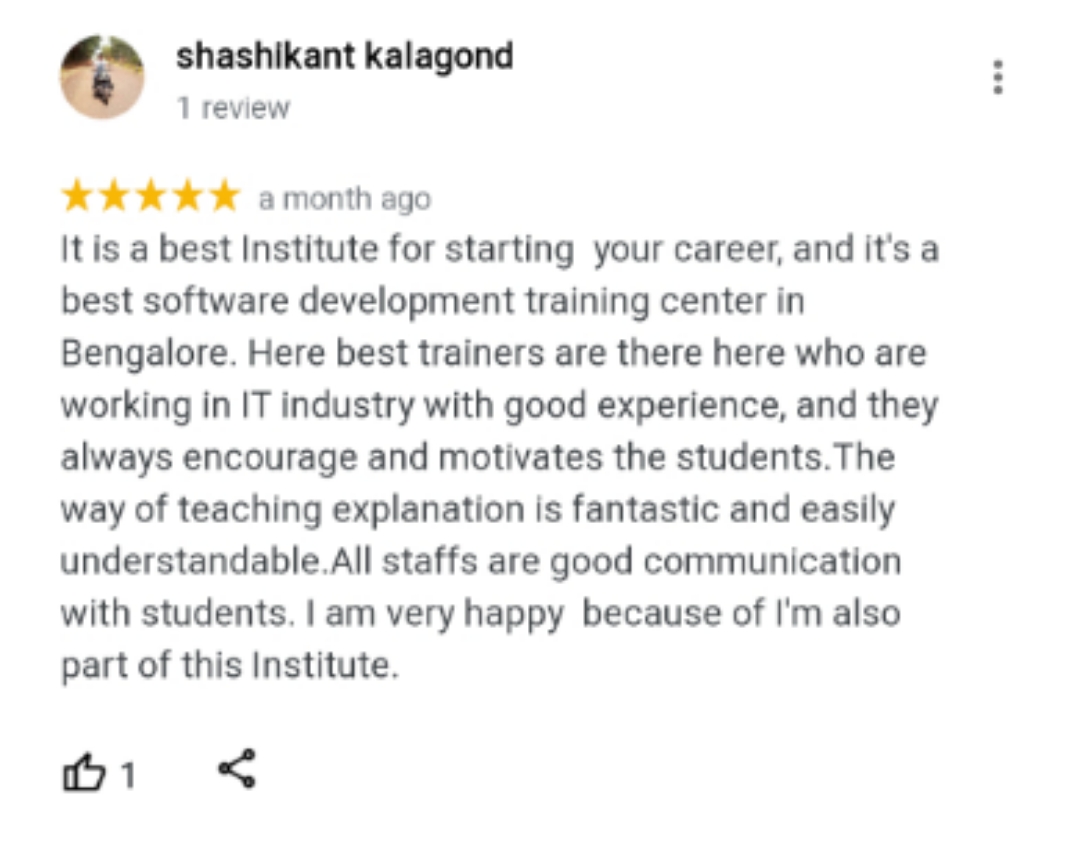 shashikant kalagond
1 review
a month ago
It is a best Institute for starting  your career, and it's a
best software development training center in
Bengalore. Here best trainers are there here who are
working in IT industry with good experience, and they
always encourage and motivates the students.The
way of teaching explanation is fantastic and easily
understandable.All staffs are good communication
with students. I am very happy  because of I'm also
part of this Institute.
1